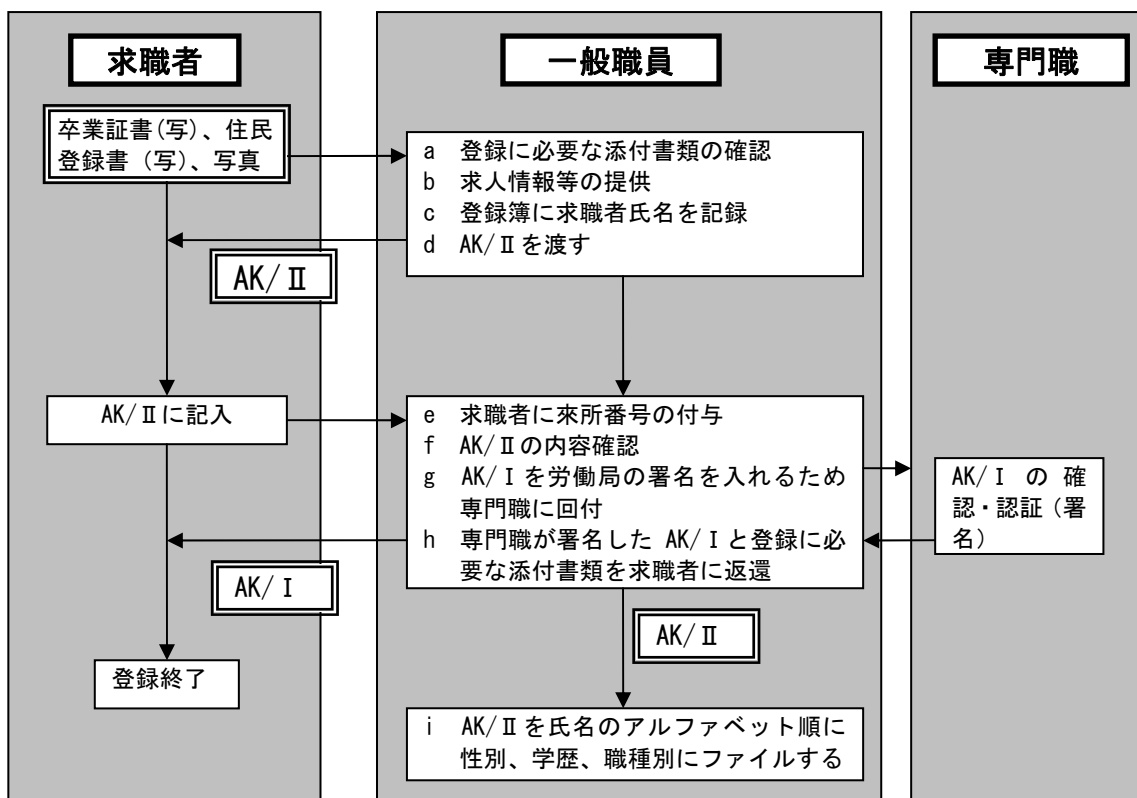 求職者
一般職員
専門職
卒業証書(写)、住民
登録書 (写)、写真
a 登録に必要な添付書類の確認
b 求人情報等の提供
c 登録簿に求職者氏名を記録
d AK/Ⅱを渡す
AK/Ⅱ
AK/Ⅱに記入
e 求職者に來所番号の付与
f AK/Ⅱの内容確認
g AK/Ⅰを労働局の署名を入れるため
専門職に回付
h 専門職が署名した AK/Ⅰと登録に必
要な添付書類を求職者に返還
AK/Ⅰ の 確
認・認証(署
名)
AK/Ⅰ
AK/Ⅱ
登録終了
i AK/Ⅱを氏名のアルファベット順に
性別、学歴、職種別にファイルする